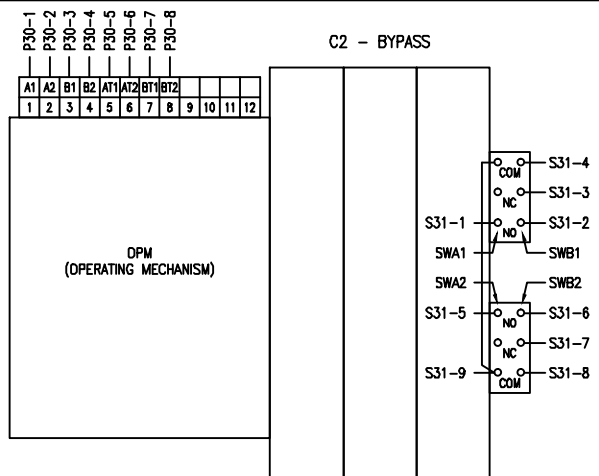 P30-1 P30-2 P30-3 P30-4 P30-5 P30-6 P30-7 P30-8
C2 - BYPASS
A1 A2 B1 B2 AT1 AT2 BT1 BT2
1 2 3 4 5 6 7 8 9 10 11 12
S31-4
COM
S31-3
NC
S31-1 S31-2
NO
SWA1 SWB1
DPM
(OPERATING MECHANISM)
SWA2 SWB2
S31-5 S31-6
NO
S31-7
NC
S31-9 S31-8
COM